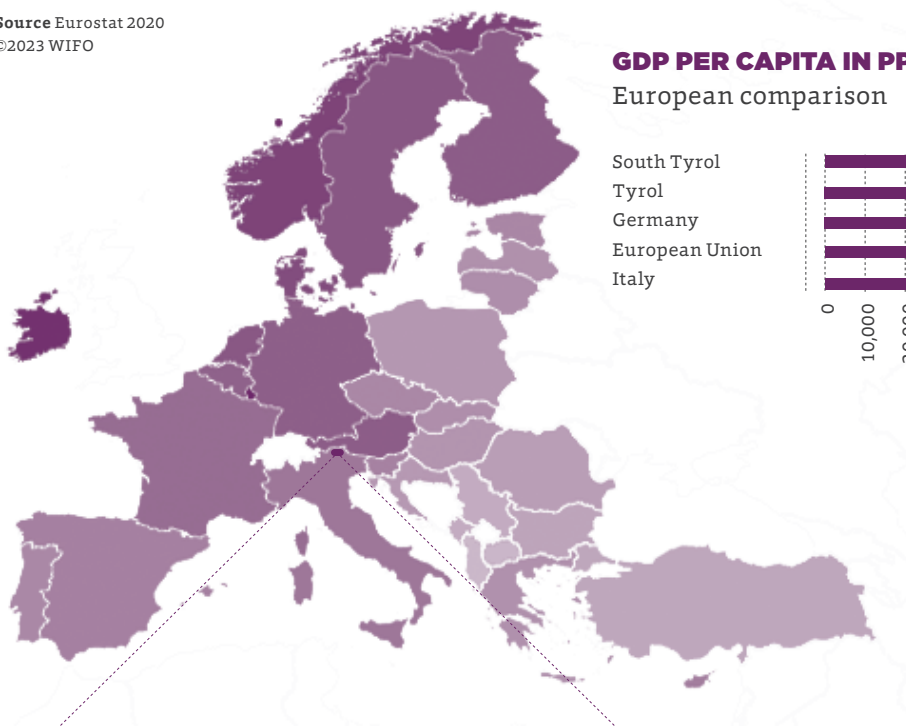 Source Eurostat 2020
©2023 WIFO
GDP PER CAPITA IN
European comparison
South Tyrol
Tyrol
Germany
European Union
Italy
0
10,000